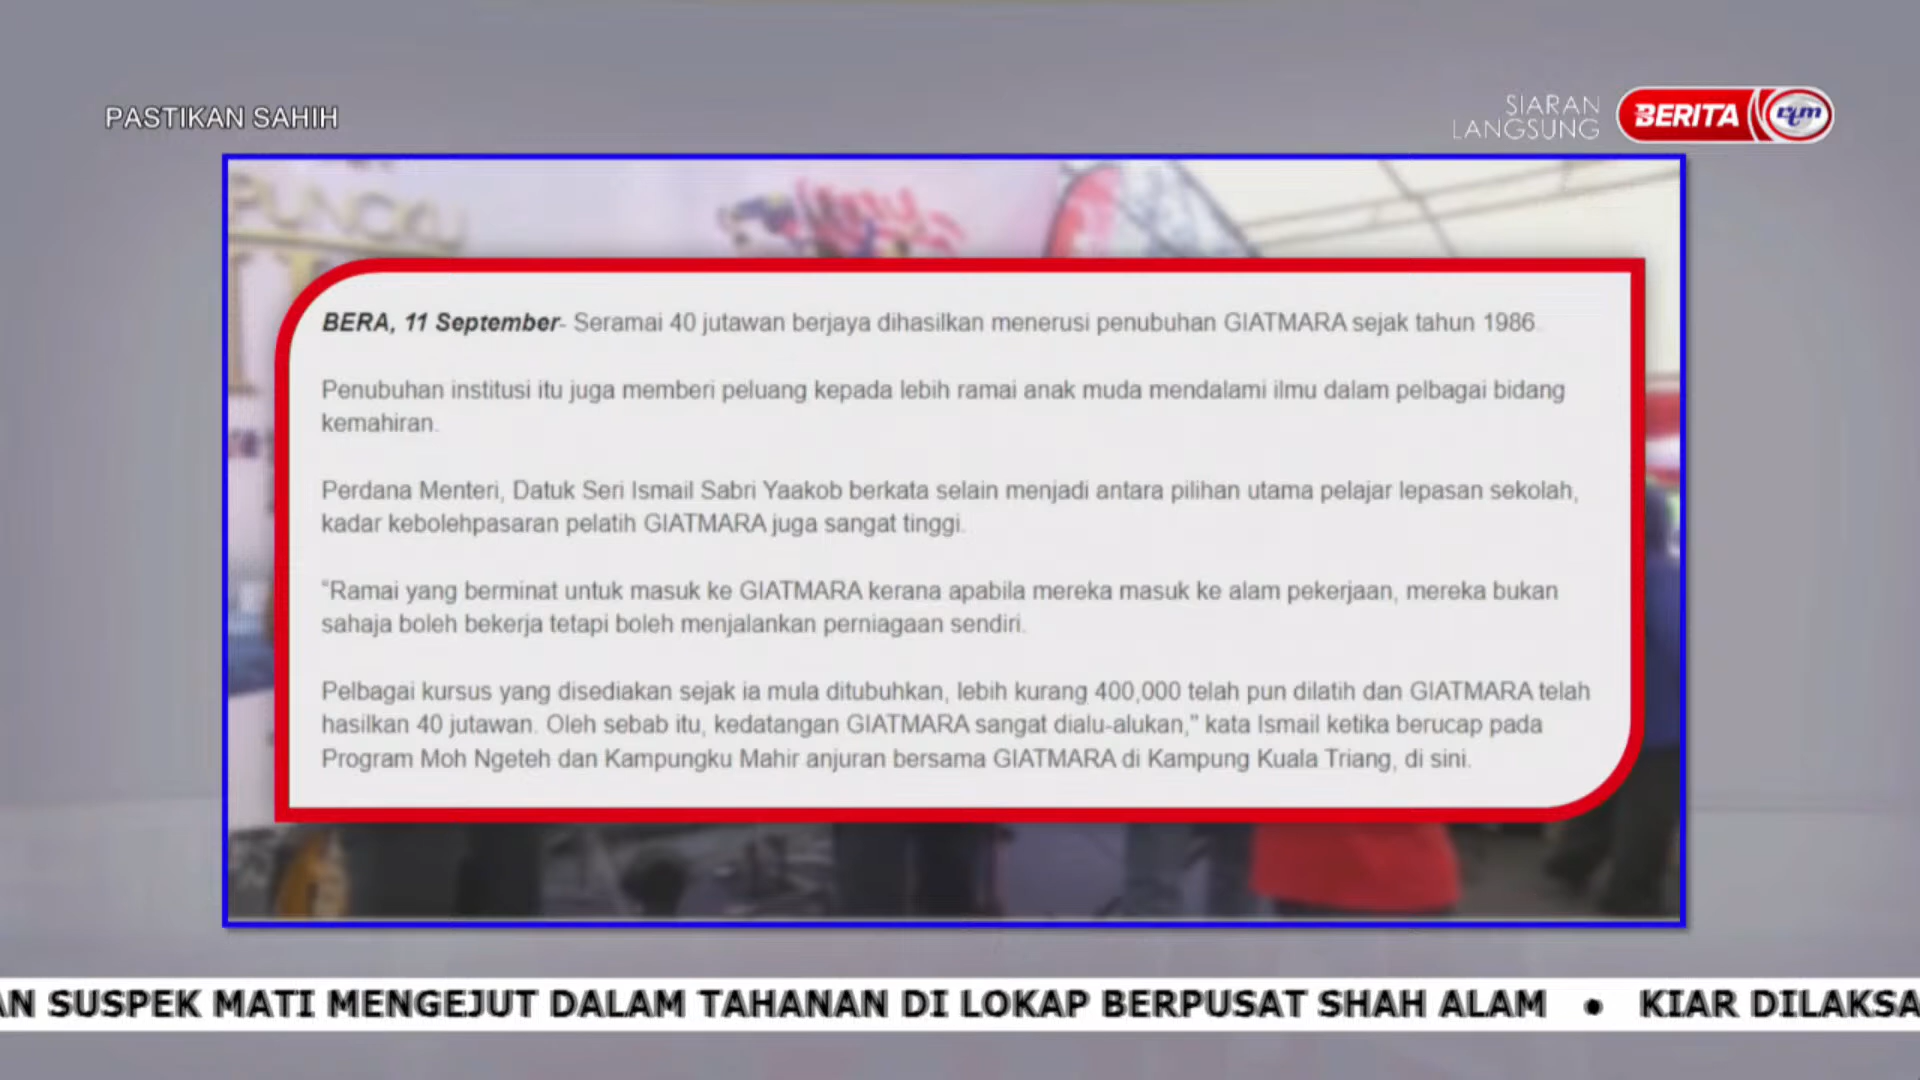 PASTIKAN SAHIH
SIARAN
LANGSUNG
BERITA rtm
PUNGKU
BERA, 11 September- Seramai 40 jutawan berjaya dihasilkan menerusi penubuhan GIATMARA sejak tahun 1986.
Penubuhan institusi itu juga memberi peluang kepada lebih ramai anak muda mendalami ilmu dalam pelbagai bidang
kemahiran.
Perdana Menteri, Datuk Seri Ismail Sabri Yaakob berkata selain menjadi antara pilihan utama pelajar lepasan sekolah,
kadar kebolehpasaran pelatih GIATMARA juga sangat tinggi.
“Ramai yang berminat untuk masuk ke GIATMARA kerana apabila mereka masuk ke alam pekerjaan, mereka bukan
sahaja boleh bekerja tetapi boleh menjalankan perniagaan sendiri.
Pelbagai kursus yang disediakan sejak ia mula ditubuhkan, lebih kurang 400,000 telah pun dilatih dan GIATMARA telah
hasilkan 40 jutawan. Oleh sebab itu, kedatangan GIATMARA sangat dialu-alukan,” kata Ismail ketika berucap pada
Program Moh Ngeteh dan Kampungku Mahir anjuran bersama GIATMARA di Kampung Kuala Triang, di sini.
AN SUSPEK MATI MENGEJUT DALAM TAHANAN DI LOKAP BERPUSAT SHAH ALAM • KIAR DILAKSA